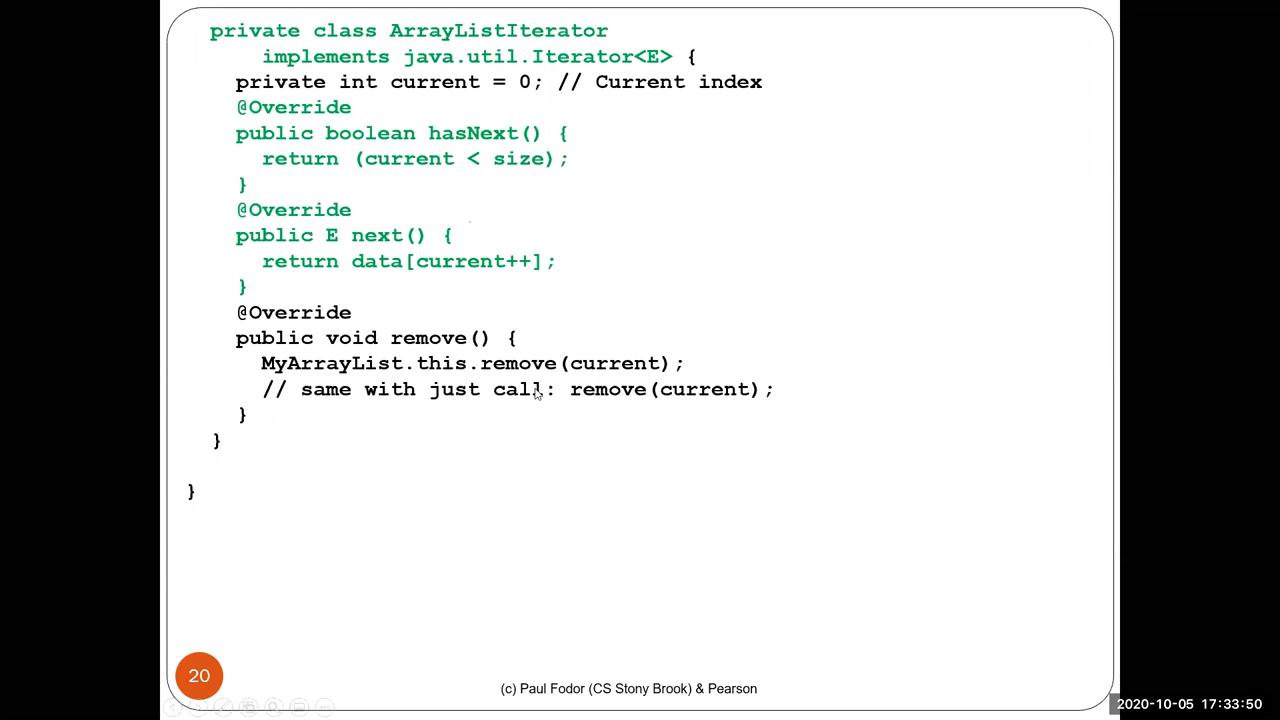 private class ArrayListIterator
implements java.util.Iterator<E> {
private int current = 0; // Current index
@Override
public boolean hasNext() {
return (current < size);
}
@Override
public E next() {
return data[current++];
}
@Override
public void remove() {
MyArrayList.this.remove(current);
// same with just call: remove(current);
}
}
}
20
(c) Paul Fodor (CS Stony Brook) & Pearson
2020-10-05 17:33:50